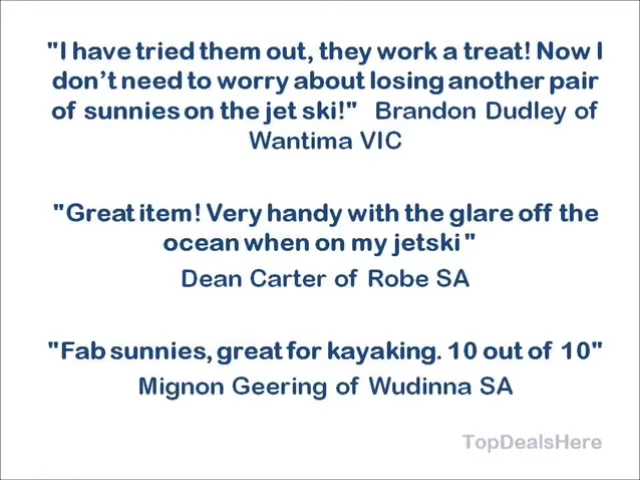 "I have tried them out, they work a treat! Now I
don’t need to worry about losing another pair
of sunnies on the jet ski!" Brandon Dudley of
Wantima VIC
"Great item! Very handy with the glare off the
ocean when on my jetski "
Dean Carter of Robe SA
"Fab sunnies, great for kayaking. 10 out of 10"
Mignon Geering of Wudinna SA
TopDealsHere